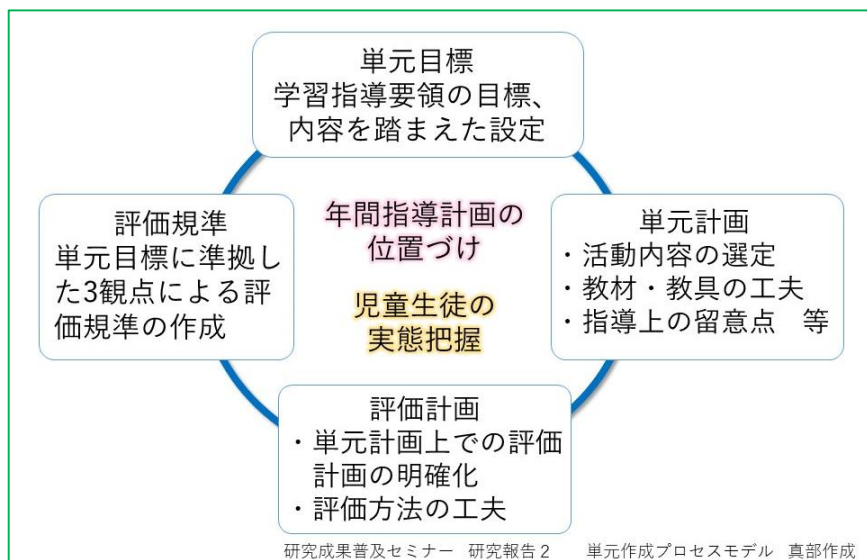 単元目標
学習指導要領の目標、
内容を踏まえた設定
評価規準
単元目標に準拠し
た3観点による評
価規準の作成
年間指導計画の
位置づけ
児童生徒の
実態把握
単元計画
・活動内容の選定
・教材・教具の工夫
・指導上の留意点　等
評価計画
・単元計画上での評価
計画の明確化
・評価方法の工夫
研究成果普及セミナー　研究報告２　　単元作成プロセスモデル　真部作成